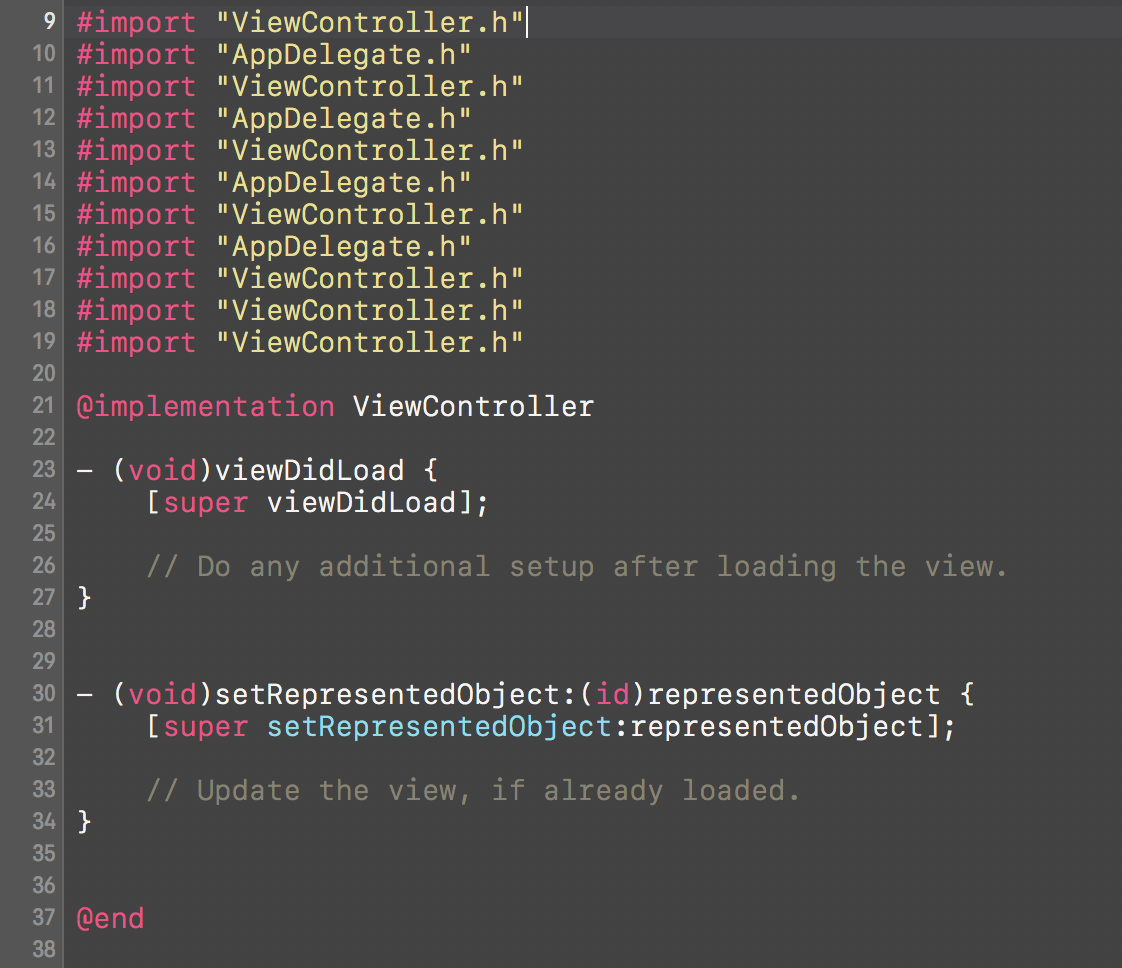 9 #import "ViewController.h"
10 #import "AppDelegate.h"
11 #import "ViewController.h"
12 #import "AppDelegate.h"
13 #import "ViewController.h"
14 #import "AppDelegate.h"
15 #import "ViewController.h"
16 #import "AppDelegate.h"
17 #import "ViewController.h"
18 #import "ViewController.h"
19 #import "ViewController.h"
20
21 @implementation ViewController
22
23 - (void)viewDidLoad {
24     [super viewDidLoad];
25
26     // Do any additional setup after loading the view.
27 }
28
29
30 - (void)setRepresentedObject:(id)representedObject {
31     [super setRepresentedObject:representedObject];
32
33     // Update the view, if already loaded.
34 }
35
36
37 @end
38